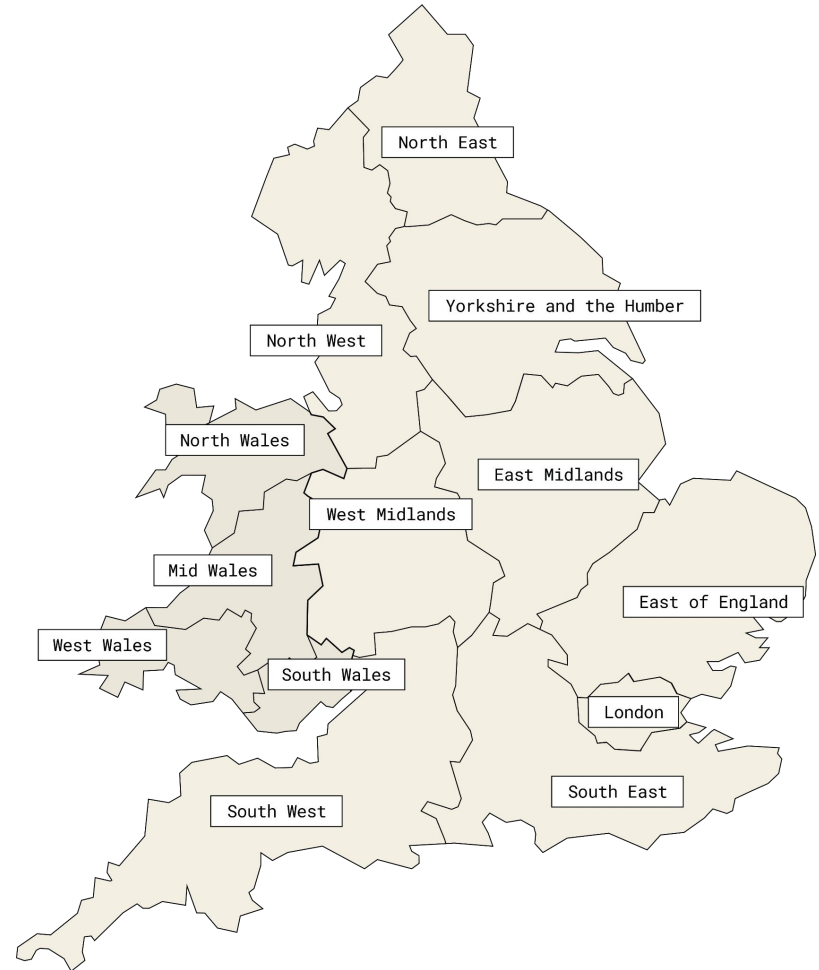 North East
Yorkshire and the Humber
North West
North Wales
East Midlands
West Midlands
Mid Wales
East of England
West Wales
South Wales
London
South East
South West